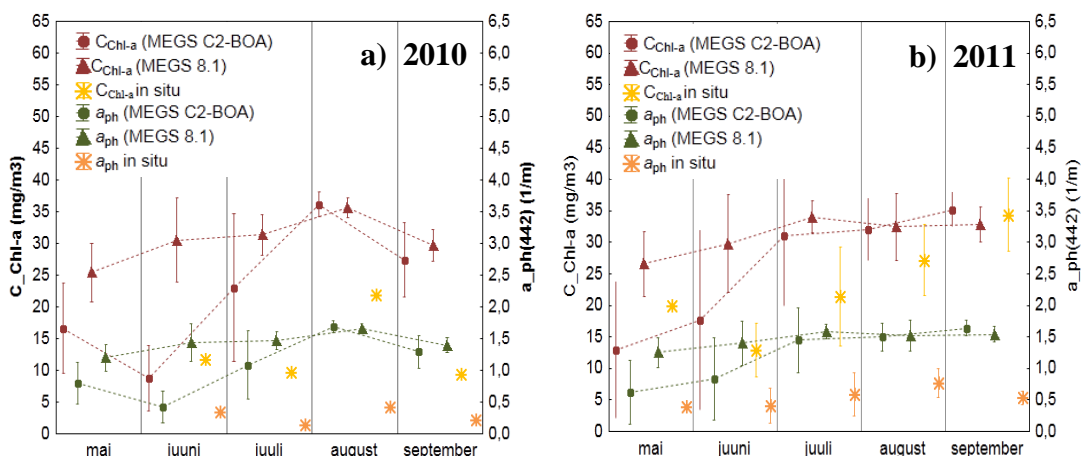 a) 2010
C_Chl-a (mg/m3)
65
60
55
50
45
40
35
30
25
20
15
10
5
0
C_Chl-a (MEGS C2-BOA)
C_Chl-a (MEGS 8.1)
C_Chl-a in situ
a_ph (MEGS C2-BOA)
a_ph (MEGS 8.1)
a_ph in situ
6,5
6,0
5,5
5,0
4,5
4,0
3,5
3,0
2,5
2,0
1,5
1,0
0,5
0,0
a_ph(442) (1/m)
mai juuni juuli august september
b) 2011
C_Chl-a (mg/m3)
65
60
55
50
45
40
35
30
25
20
15
10
5
0
C_Chl-a (MEGS C2-BOA)
C_Chl-a (MEGS 8.1)
C_Chl-a in situ
a_ph (MEGS C2-BOA)
a_ph (MEGS 8.1)
a_ph in situ
6,5
6,0
5,5
5,0
4,5
4,0
3,5
3,0
2,5
2,0
1,5
1,0
0,5
0,0
a_ph(442) (1/m)
mai juuni juuli august september